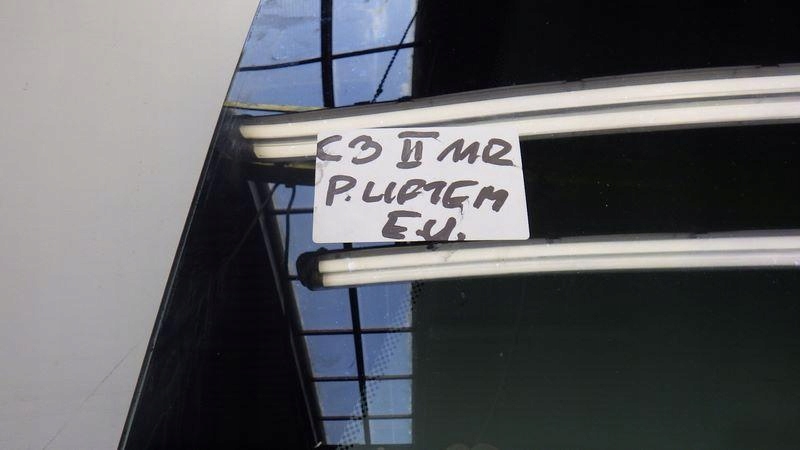 C3 II MR
P. LIFTEM
E.U.